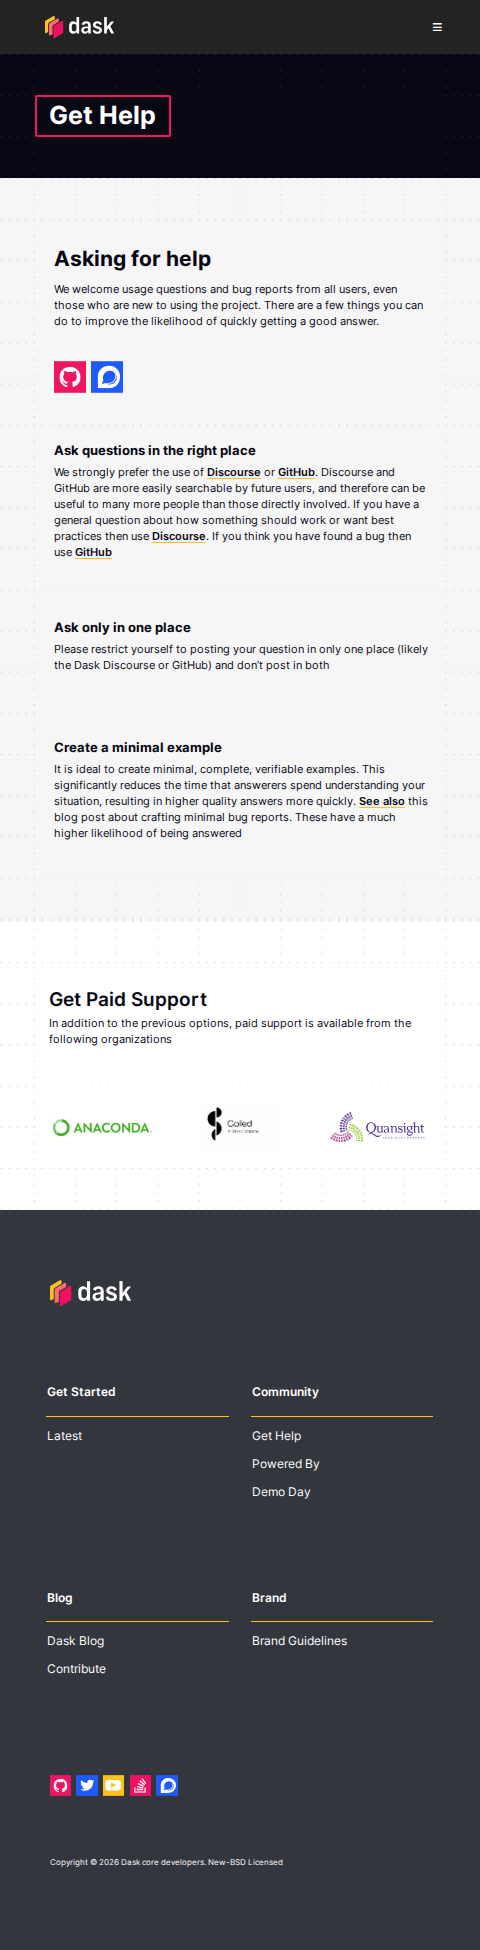 dask
Get Help
Asking for help
We welcome usage questions and bug reports from all users, even
those who are new to using the project. There are a few things you can
do to improve the likelihood of quickly getting a good answer.
Ask questions in the right place
We strongly prefer the use of Discourse or GitHub. Discourse and
GitHub are more easily searchable by future users, and therefore can be
useful to many more people than those directly involved. If you have a
general question about how something should work or want best
practices then use Discourse. If you think you have found a bug then
use GitHub
Ask only in one place
Please restrict yourself to posting your question in only one place (likely
the Dask Discourse or GitHub) and don't post in both
Create a minimal example
It is ideal to create minimal, complete, verifiable examples. This
significantly reduces the time that answerers spend understanding your
situation, resulting in higher quality answers more quickly. See also this
blog post about crafting minimal bug reports. These have a much
higher likelihood of being answered
Get Paid Support
In addition to the previous options, paid support is available from the
following organizations
ANACONDA.
Coiled
Quansight
dask
Get Started
Latest
Community
Get Help
Powered By
Demo Day
Blog
Dask Blog
Contribute
Brand
Brand Guidelines
Copyright © 2026 Dask core developers. New-BSD Licensed